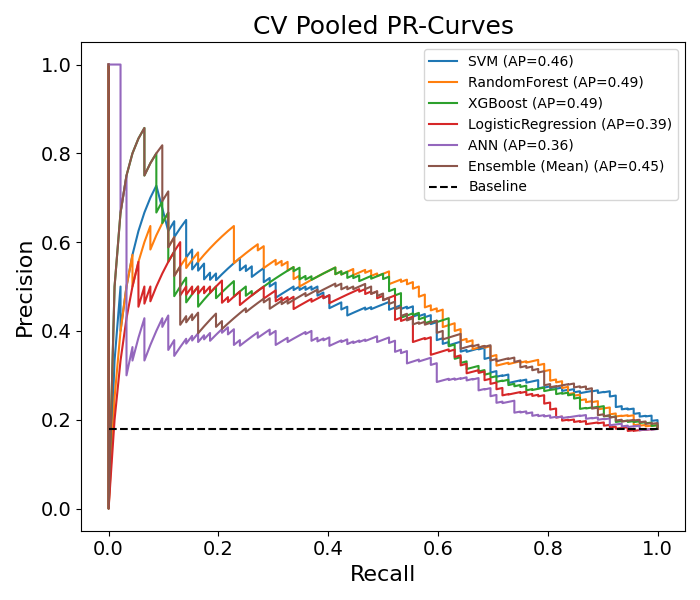 CV Pooled PR-Curves
SVM (AP=0.46)
RandomForest (AP=0.49)
XGBoost (AP=0.49)
LogisticRegression (AP=0.39)
ANN (AP=0.36)
Ensemble (Mean) (AP=0.45)
Baseline
Precision
1.0
0.8
0.6
0.4
0.2
0.0
0.0 0.2 0.4 0.6 0.8 1.0
Recall